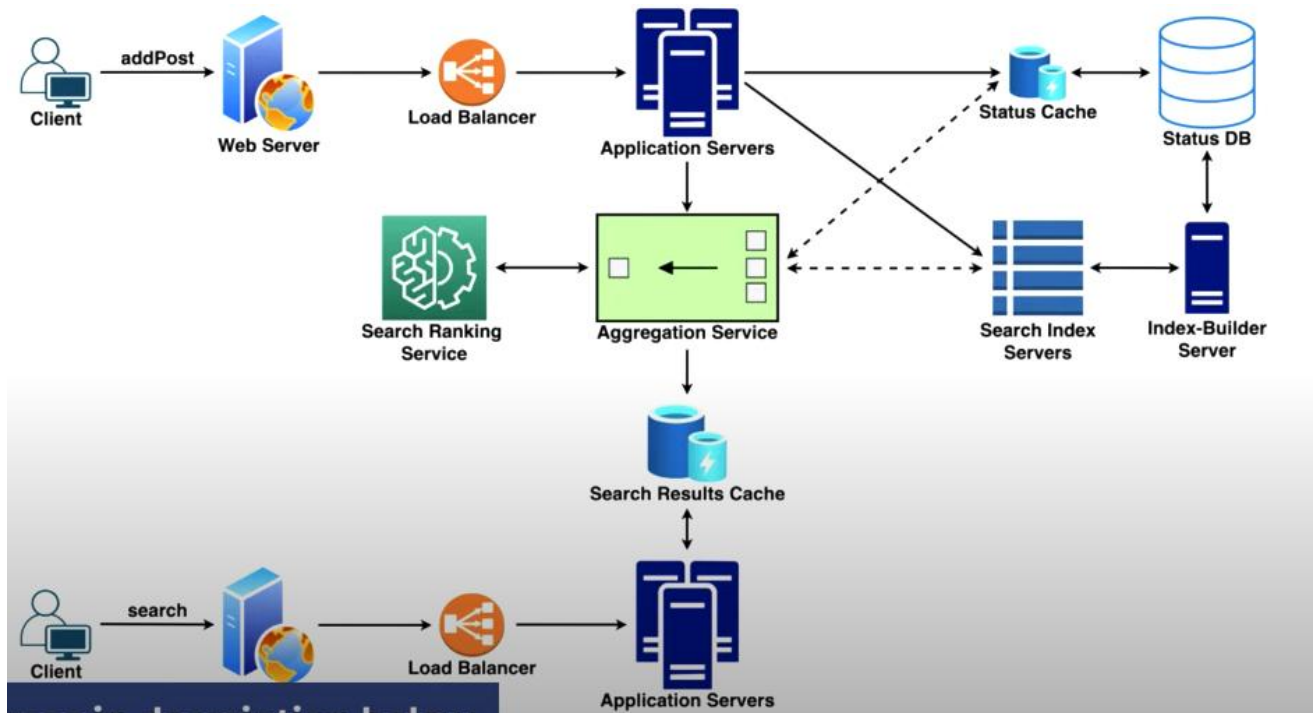 addPost
Client
Web Server
Load Balancer
Application Servers
Status Cache
Status DB
Search Ranking
Service
Aggregation Service
Search Index
Servers
Index-Builder
Server
Search Results Cache
search
Client
Load Balancer
Application Servers